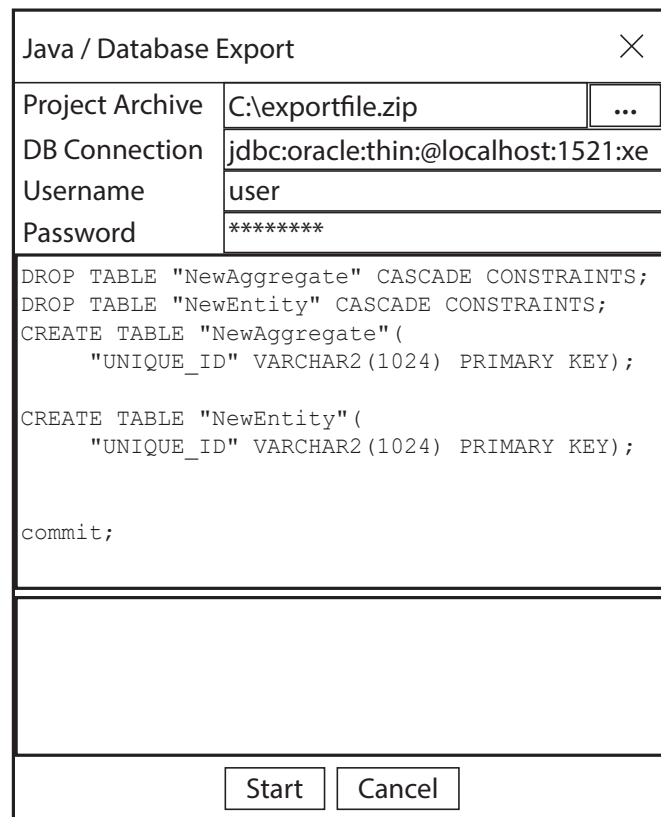 Java / Database Export
Project Archive C:\exportfile.zip ...
DB Connection jdbc:oracle:thin:@localhost:1521:xe
Username user
Password ********
DROP TABLE "NewAggregate" CASCADE CONSTRAINTS;
DROP TABLE "NewEntity" CASCADE CONSTRAINTS;
CREATE TABLE "NewAggregate"(
"UNIQUE_ID" VARCHAR2(1024) PRIMARY KEY);
CREATE TABLE "NewEntity"(
"UNIQUE_ID" VARCHAR2(1024) PRIMARY KEY);
commit;
Start Cancel